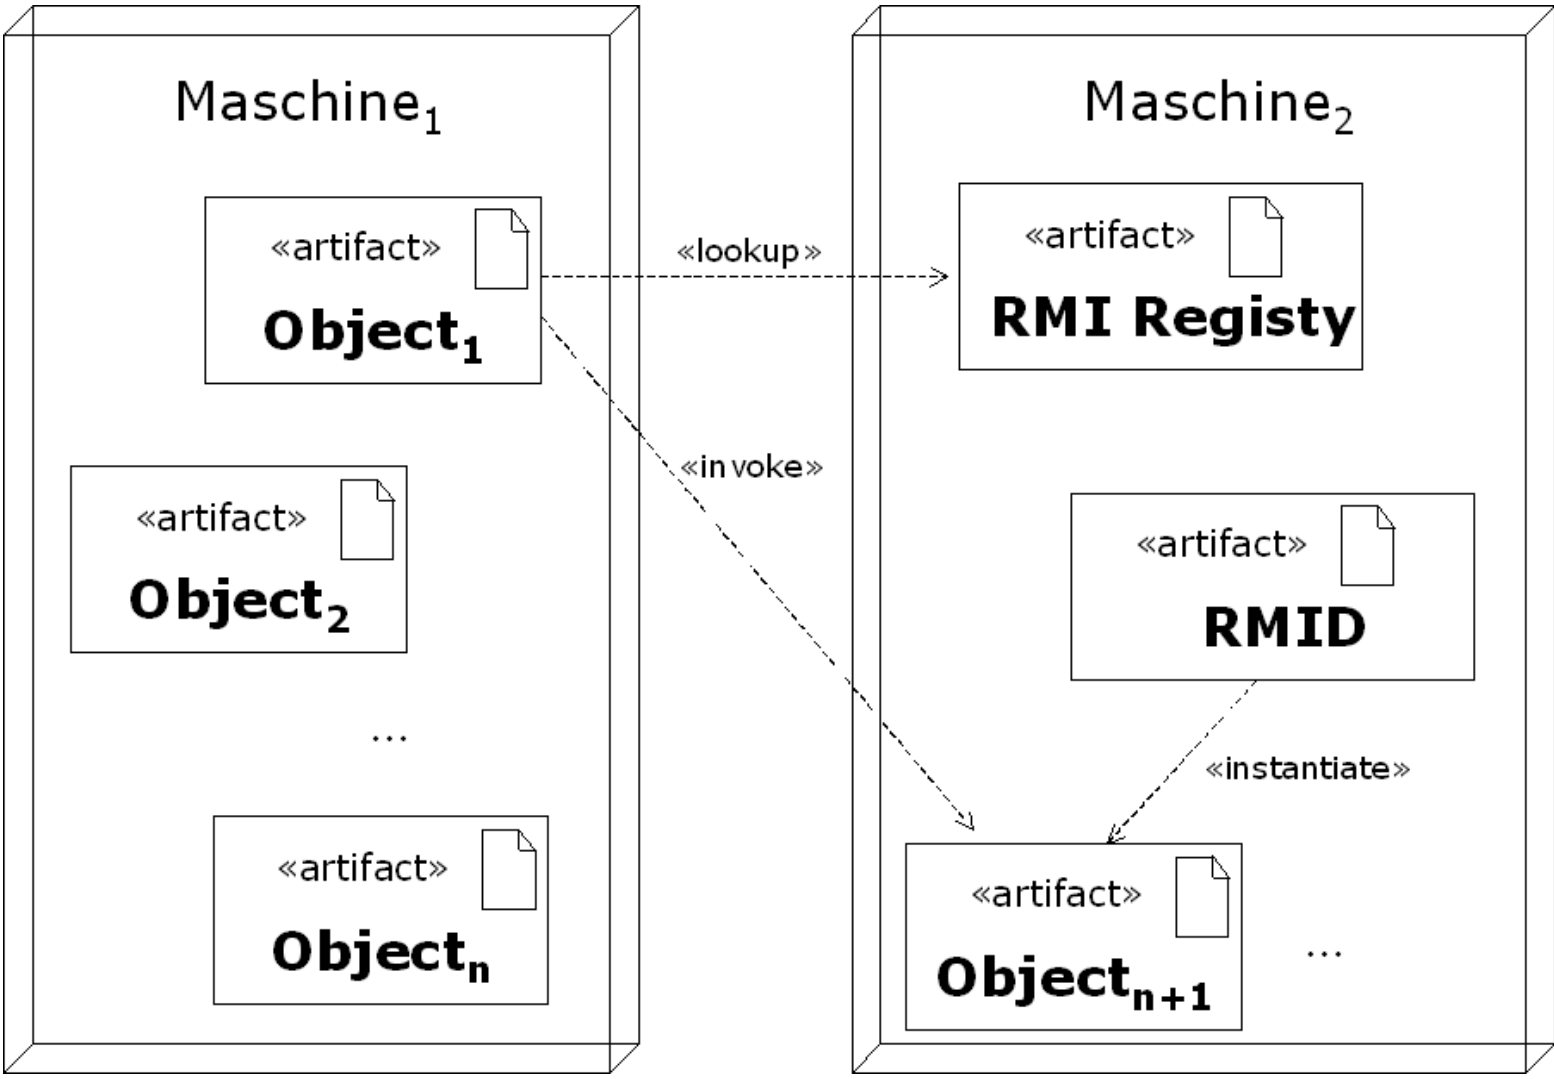 Maschine₁
«artifact»
Object₁
«artifact»
Object₂
...
«artifact»
Objectₙ
«lookup»
«invoke»
Maschine₂
«artifact»
RMI Registy
«artifact»
RMID
«instantiate»
«artifact»
Objectₙ₊₁
...